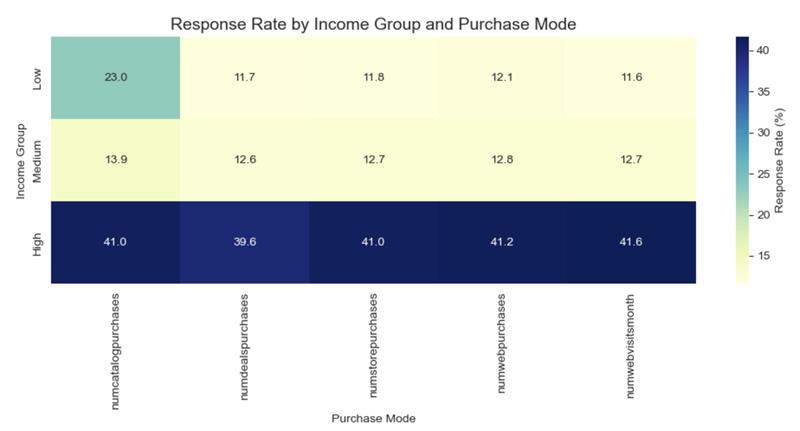 Response Rate by Income Group and Purchase Mode
Income Group
Low
23.0 11.7 11.8 12.1 11.6
Medium
13.9 12.6 12.7 12.8 12.7
High
41.0 39.6 41.0 41.2 41.6
numcatalogpurchases
numdealspurchases
numstorepurchases
numwebpurchases
numwebvisitsmonth
Purchase Mode
40
35
30
25
20
15
Response Rate (%)